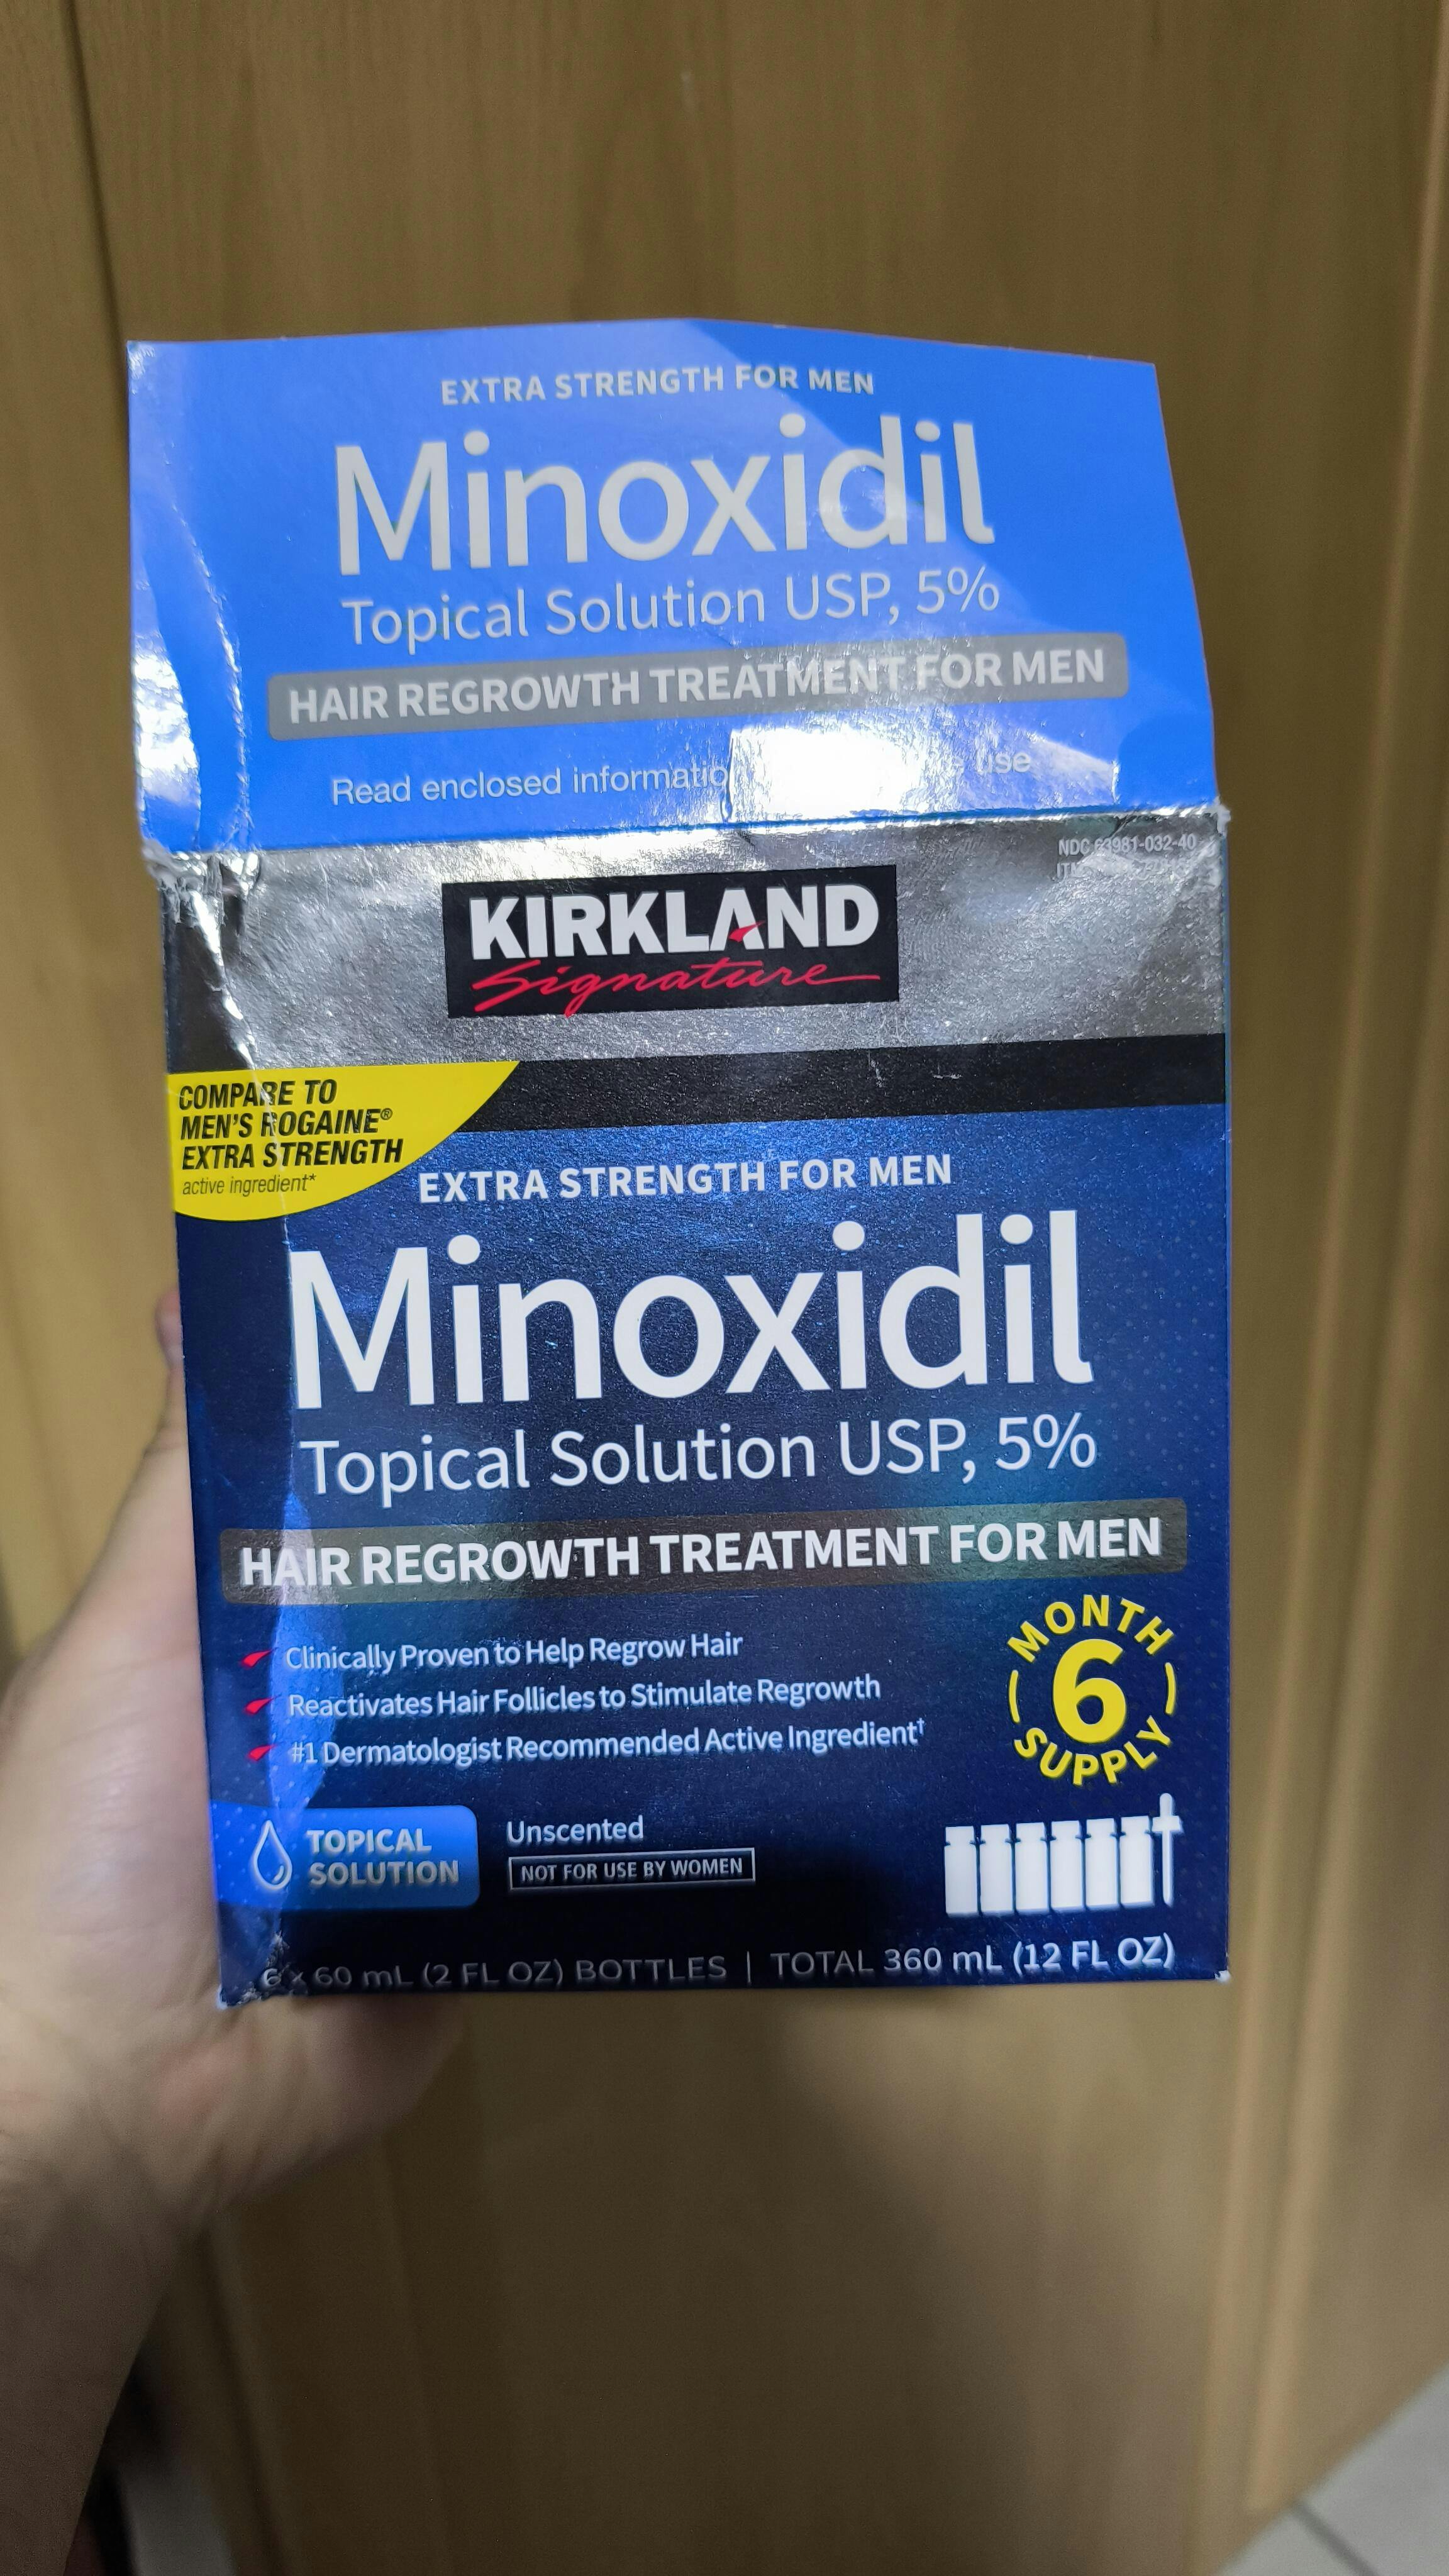 EXTRA STRENGTH FOR MEN
Minoxidil
Topical Solution USP, 5%
HAIR REGROWTH TREATMENT FOR MEN
Read enclosed use
NDC 63981-032-40
KIRKLAND
Signature
COMPARE TO
MEN'S ROGAINE®
EXTRA STRENGTH
active ingredient*
EXTRA STRENGTH FOR MEN
Minoxidil
Topical Solution USP, 5%
HAIR REGROWTH TREATMENT FOR MEN
Clinically Proven to Help Regrow Hair
Reactivates Hair Follicles to Stimulate Regrowth
#1 Dermatologist Recommended Active Ingredient†
MONTH
6
SUPPLY
TOPICAL
SOLUTION
Unscented
NOT FOR USE BY WOMEN
6 x 60 mL (2 FL OZ) BOTTLES | TOTAL 360 mL (12 FL OZ)